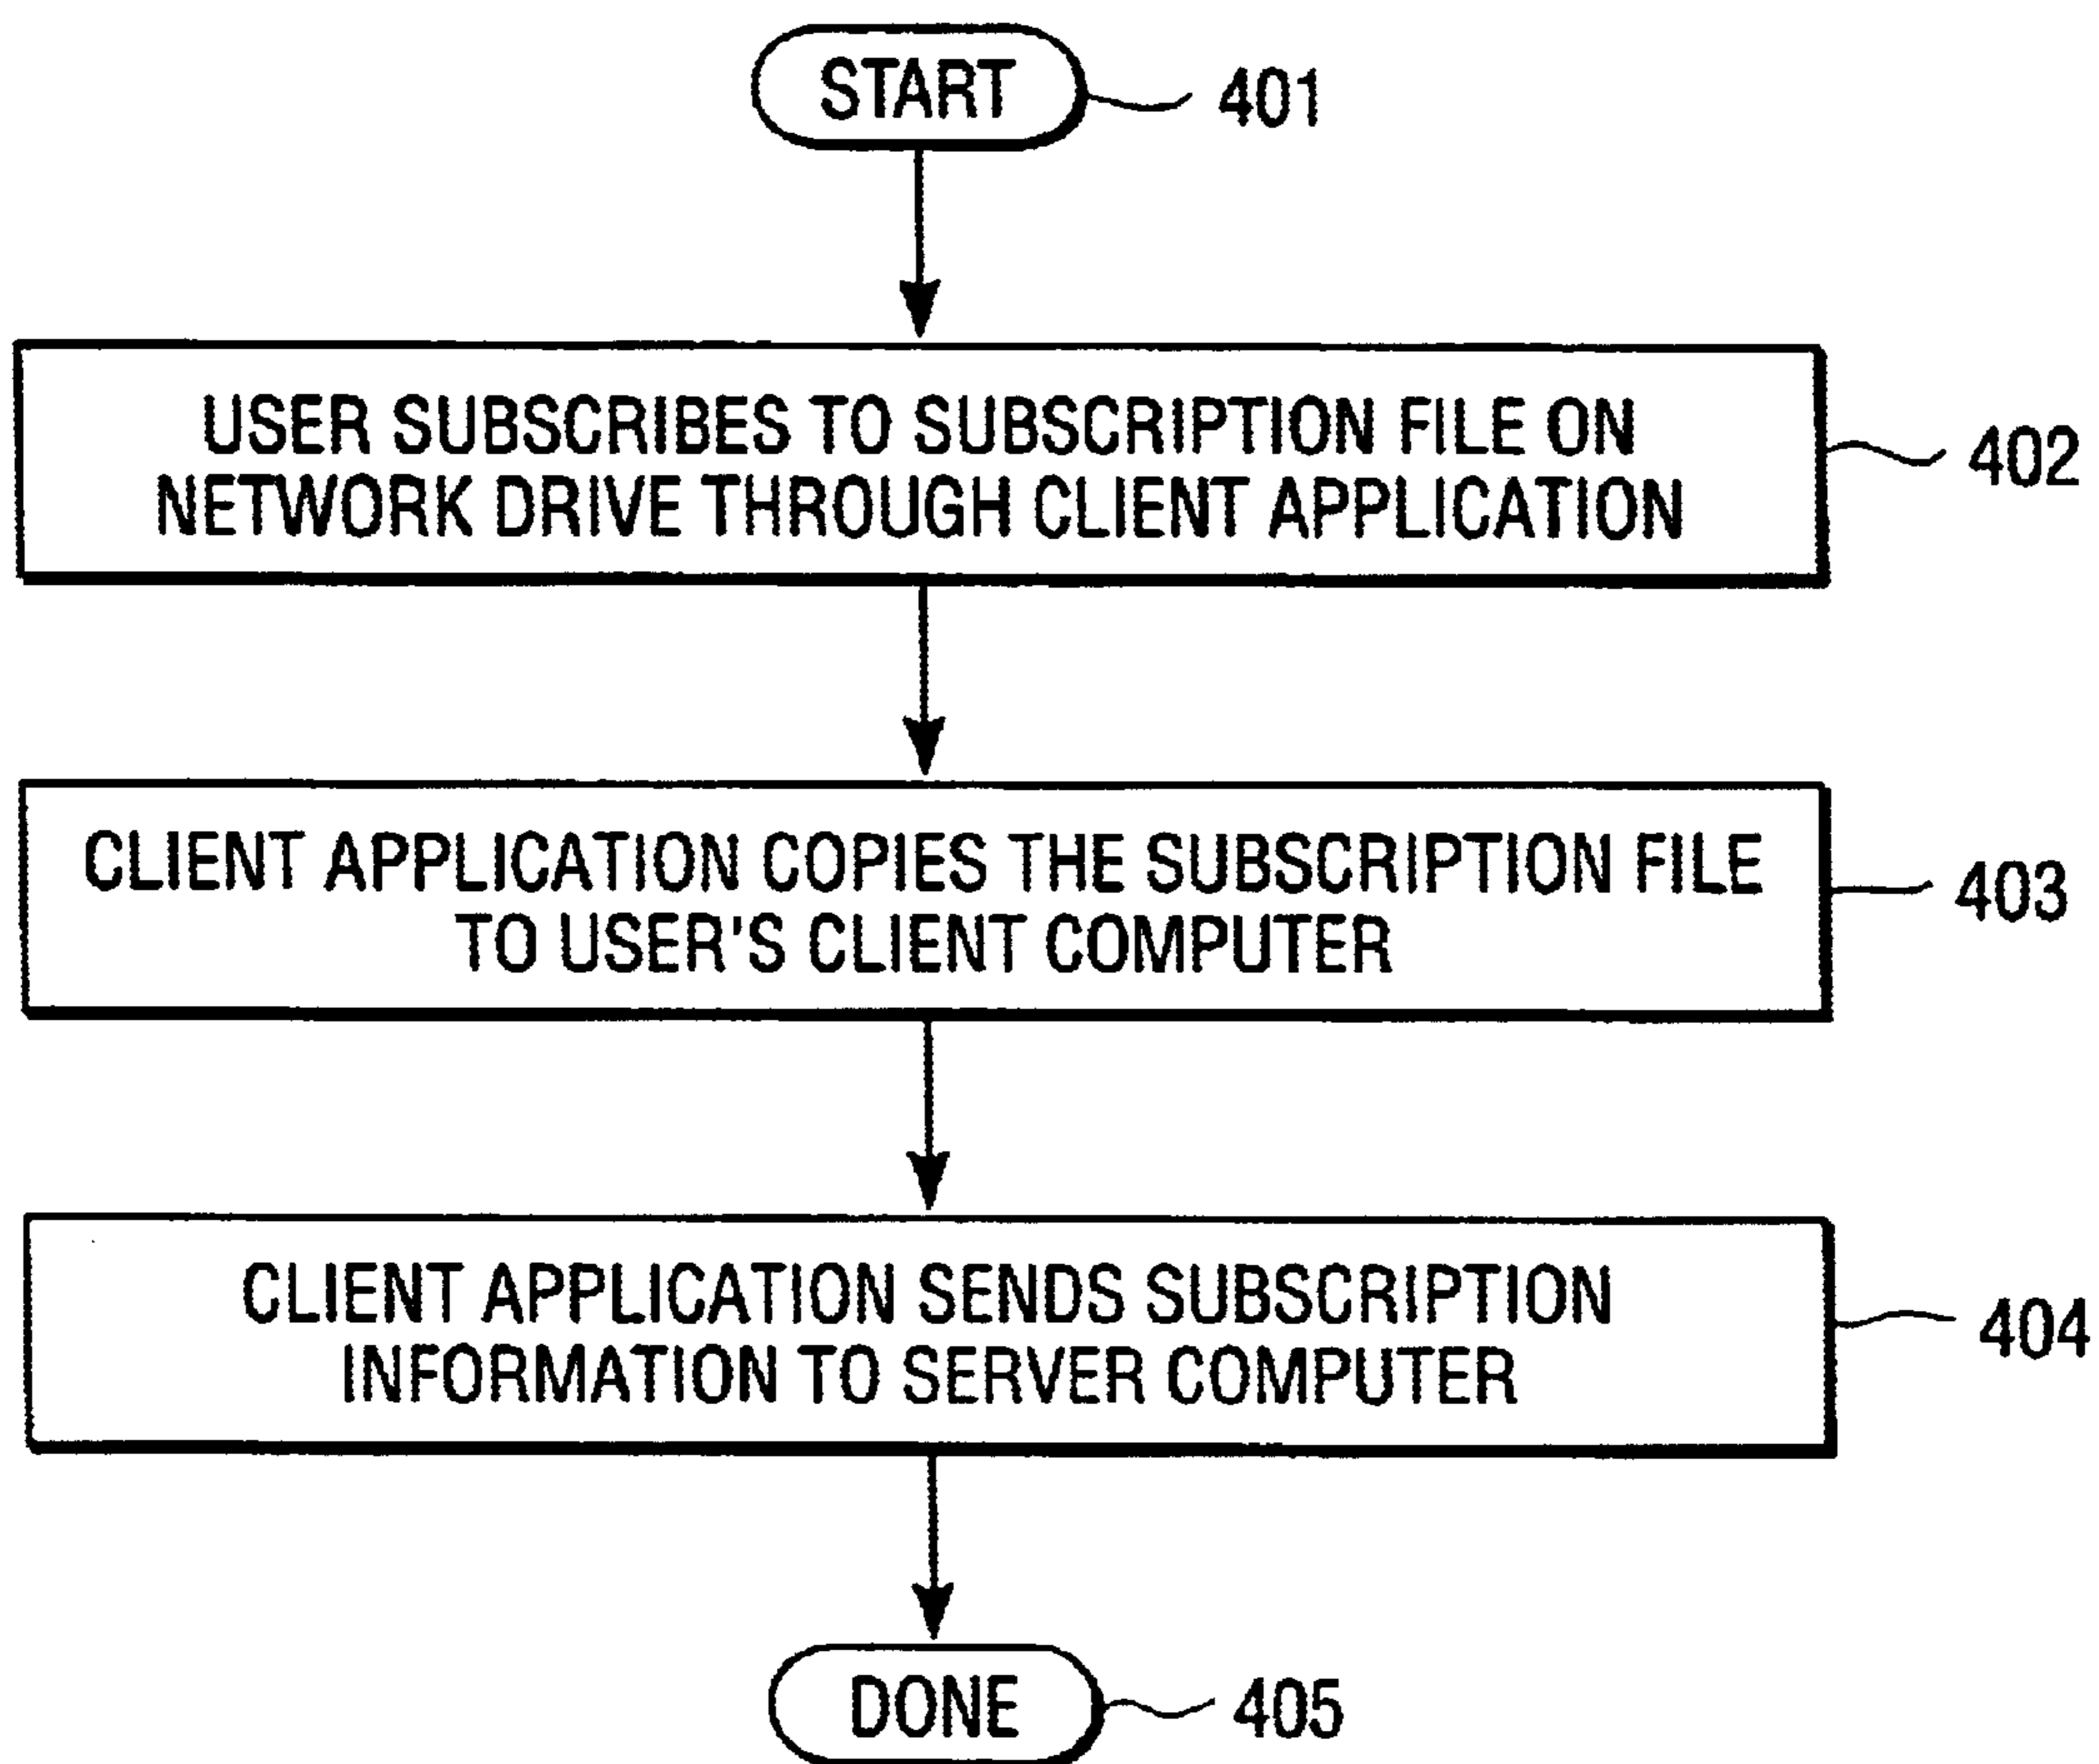 START
401
USER SUBSCRIBES TO SUBSCRIPTION FILE ON
NETWORK DRIVE THROUGH CLIENT APPLICATION
402
CLIENT APPLICATION COPIES THE SUBSCRIPTION FILE
TO USER'S CLIENT COMPUTER
403
CLIENT APPLICATION SENDS SUBSCRIPTION
INFORMATION TO SERVER COMPUTER
404
DONE
405